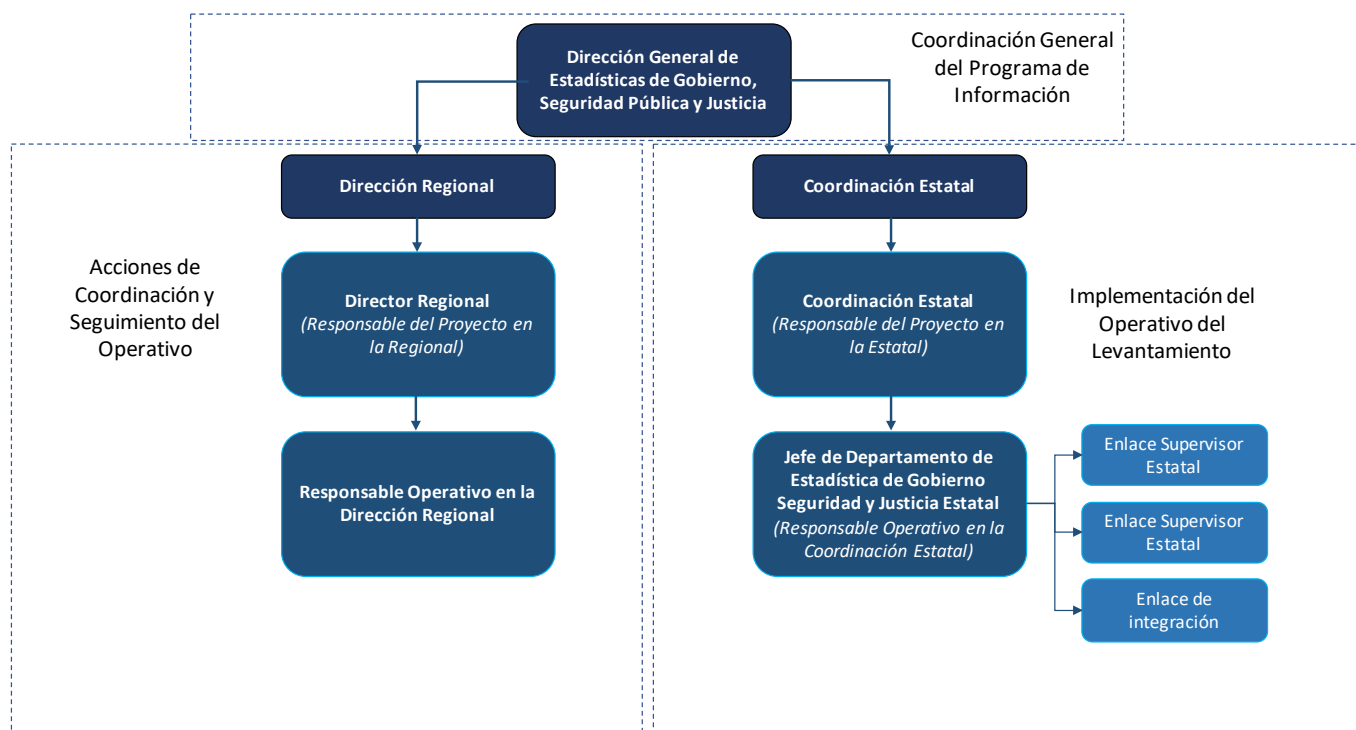 Dirección General de
Estadísticas de Gobierno,
Seguridad Pública y Justicia
Coordinación General
del Programa de
Información
Dirección Regional
Coordinación Estatal
Acciones de
Coordinación y
Seguimiento del
Operativo
Director Regional
(Responsable del Proyecto en
la Regional)
Coordinación Estatal
(Responsable del Proyecto en
la Estatal)
Implementación del
Operativo del
Levantamiento
Responsable Operativo en la
Dirección Regional
Jefe de Departamento de
Estadística de Gobierno
Seguridad y Justicia Estatal
(Responsable Operativo en la
Coordinación Estatal)
Enlace Supervisor
Estatal
Enlace Supervisor
Estatal
Enlace de
integración